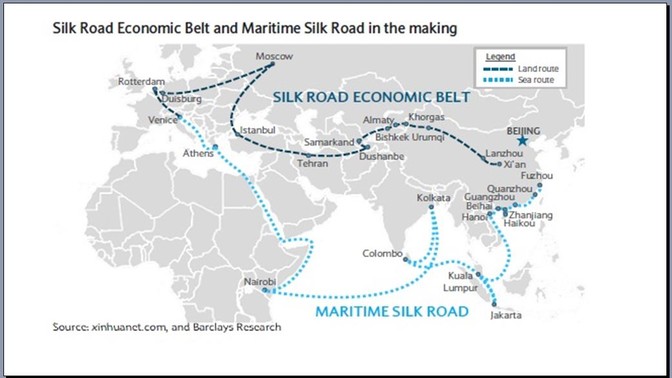 Silk Road Economic Belt and Maritime Silk Road in the making
Legend
Land route
Sea route
Moscow
Rotterdam
Duisburg
SILK ROAD ECONOMIC BELT
Venice
Istanbul
Athens
Almaty
Khorgas
Samarkand
Bishkek Urumqi
Tehran
Dushanbe
BEIJING
Lanzhou
Xi'an
Fuzhou
Quanzhou
Guangzhou
Beihai
Zhanjiang
Hanoi
Haikou
Kolkata
Colombo
Kuala
Lumpur
Nairobi
MARITIME SILK ROAD
Jakarta
Source: xinhuanet.com, and Barclays Research